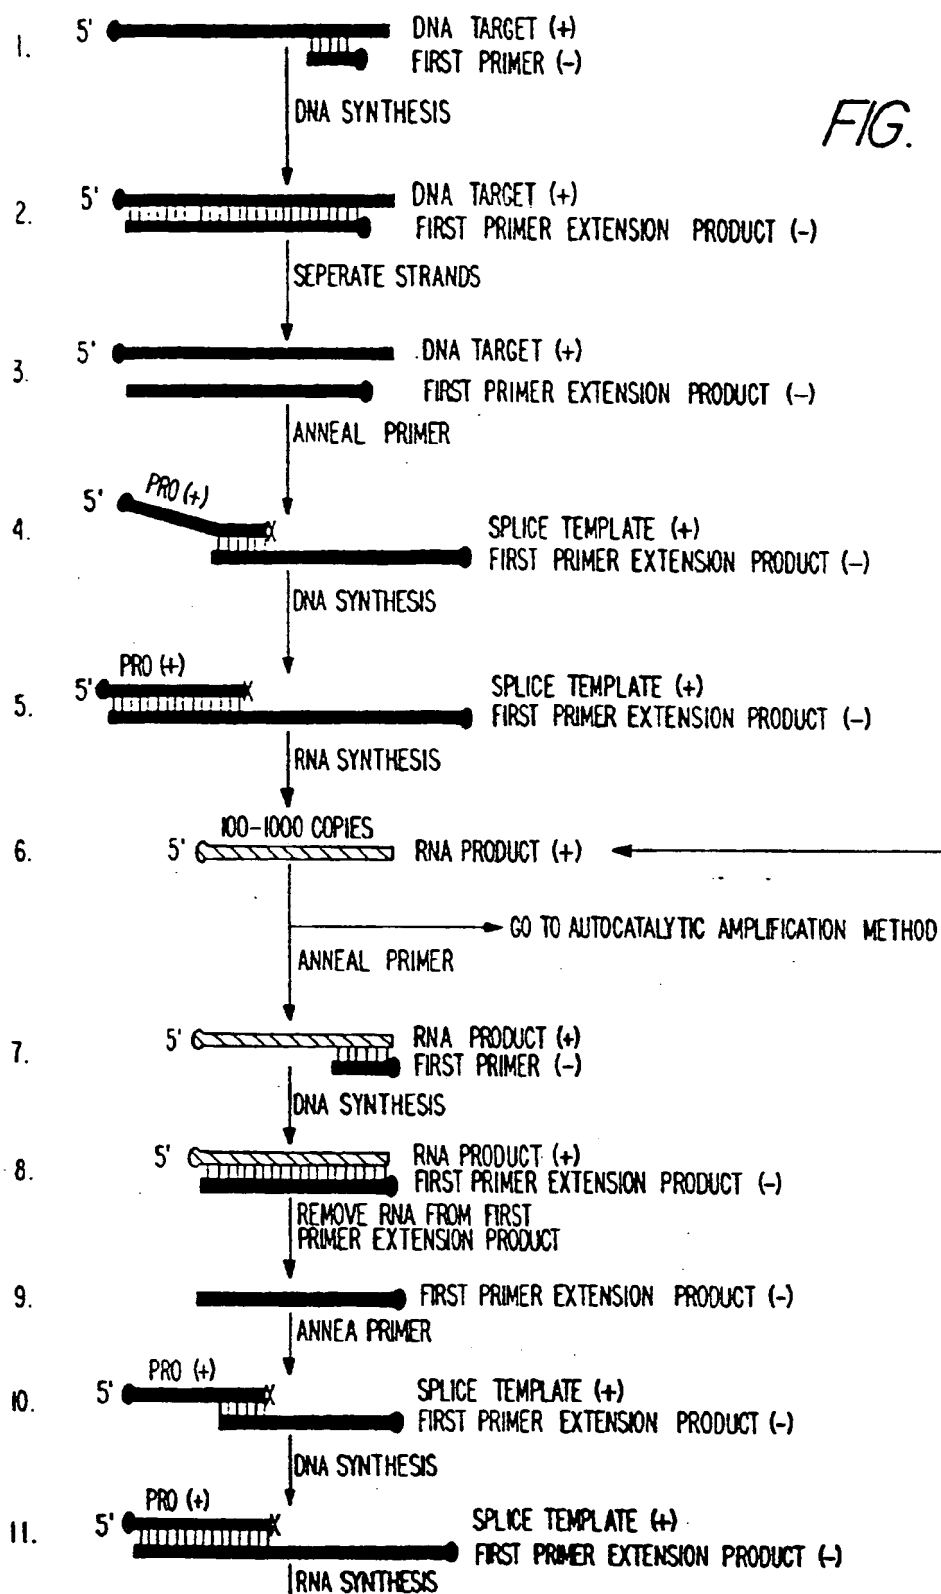 FIG.
1. 5' DNA TARGET (+)
FIRST PRIMER (-)
DNA SYNTHESIS
2. 5' DNA TARGET (+)
FIRST PRIMER EXTENSION PRODUCT (-)
SEPERATE STRANDS
3. 5' DNA TARGET (+)
FIRST PRIMER EXTENSION PRODUCT (-)
ANNEAL PRIMER
4. 5' PRO (+) X SPLICE TEMPLATE (+)
FIRST PRIMER EXTENSION PRODUCT (-)
DNA SYNTHESIS
PRO (+)
5. 5' X SPLICE TEMPLATE (+)
FIRST PRIMER EXTENSION PRODUCT (-)
RNA SYNTHESIS
100-1000 COPIES
6. 5' RNA PRODUCT (+)
GO TO AUTOCATALYTIC AMPLIFICATION METHOD
ANNEAL PRIMER
7. 5' RNA PRODUCT (+)
FIRST PRIMER (-)
DNA SYNTHESIS
8. 5' RNA PRODUCT (+)
FIRST PRIMER EXTENSION PRODUCT (-)
REMOVE RNA FROM FIRST
PRIMER EXTENSION PRODUCT
9. FIRST PRIMER EXTENSION PRODUCT (-)
ANNEA PRIMER
PRO (+)
10. 5' X SPLICE TEMPLATE (+)
FIRST PRIMER EXTENSION PRODUCT (-)
DNA SYNTHESIS
PRO (+)
11. 5' X SPLICE TEMPLATE (+)
FIRST PRIMER EXTENSION PRODUCT (-)
RNA SYNTHESIS